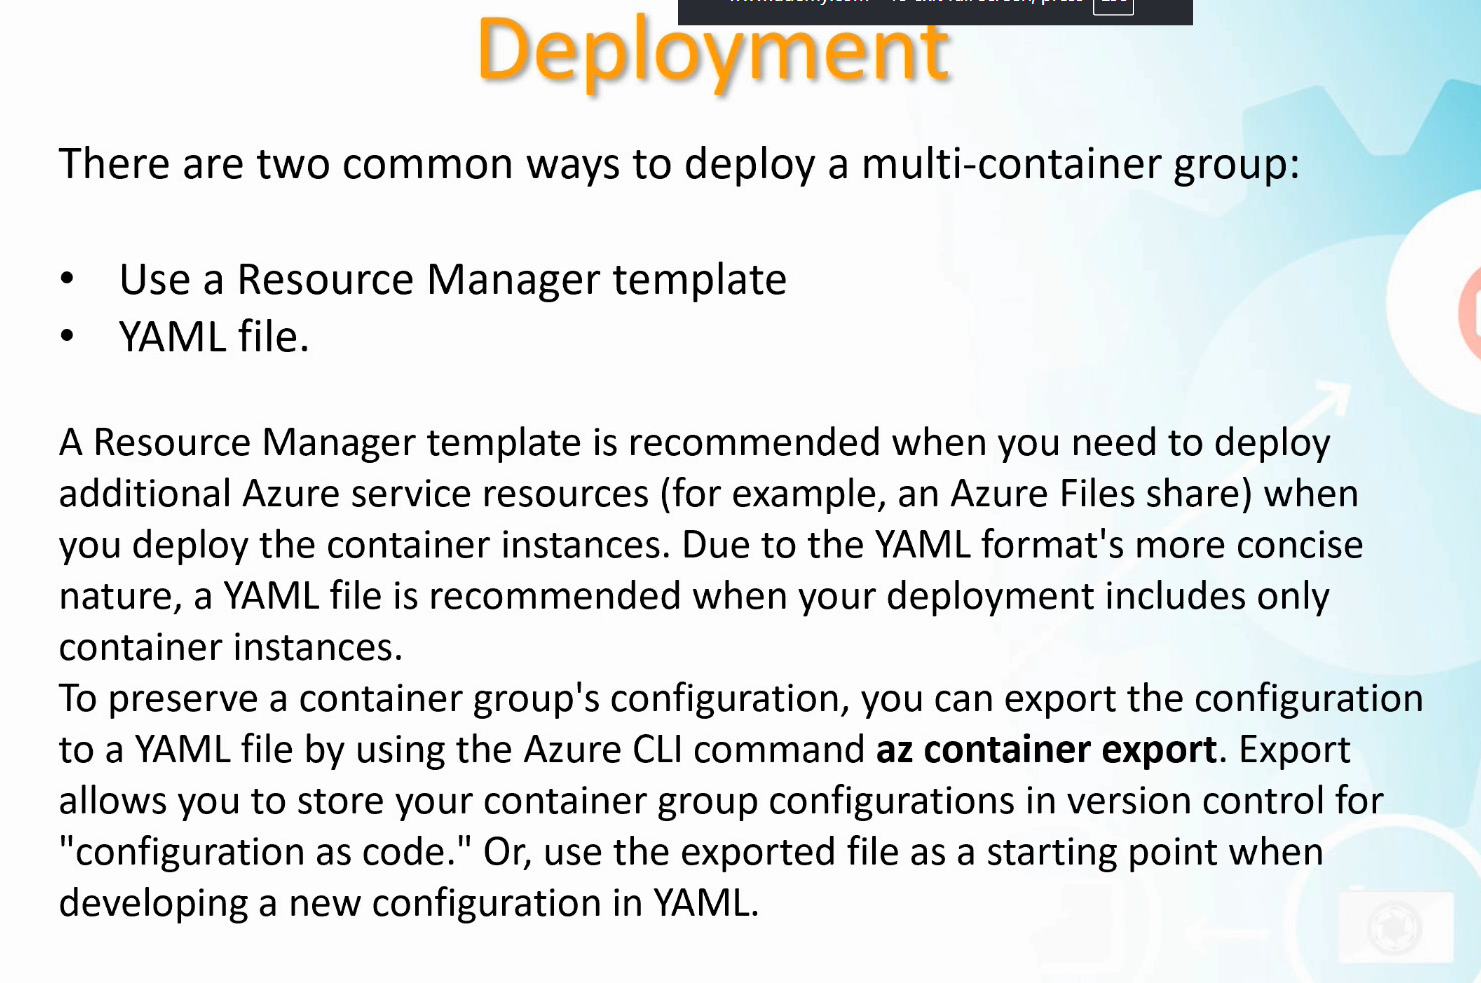 Deployment
There are two common ways to deploy a multi-container group:
• Use a Resource Manager template
• YAML file.
A Resource Manager template is recommended when you need to deploy
additional Azure service resources (for example, an Azure Files share) when
you deploy the container instances. Due to the YAML format's more concise
nature, a YAML file is recommended when your deployment includes only
container instances.
To preserve a container group's configuration, you can export the configuration
to a YAML file by using the Azure CLI command az container export. Export
allows you to store your container group configurations in version control for
"configuration as code." Or, use the exported file as a starting point when
developing a new configuration in YAML.